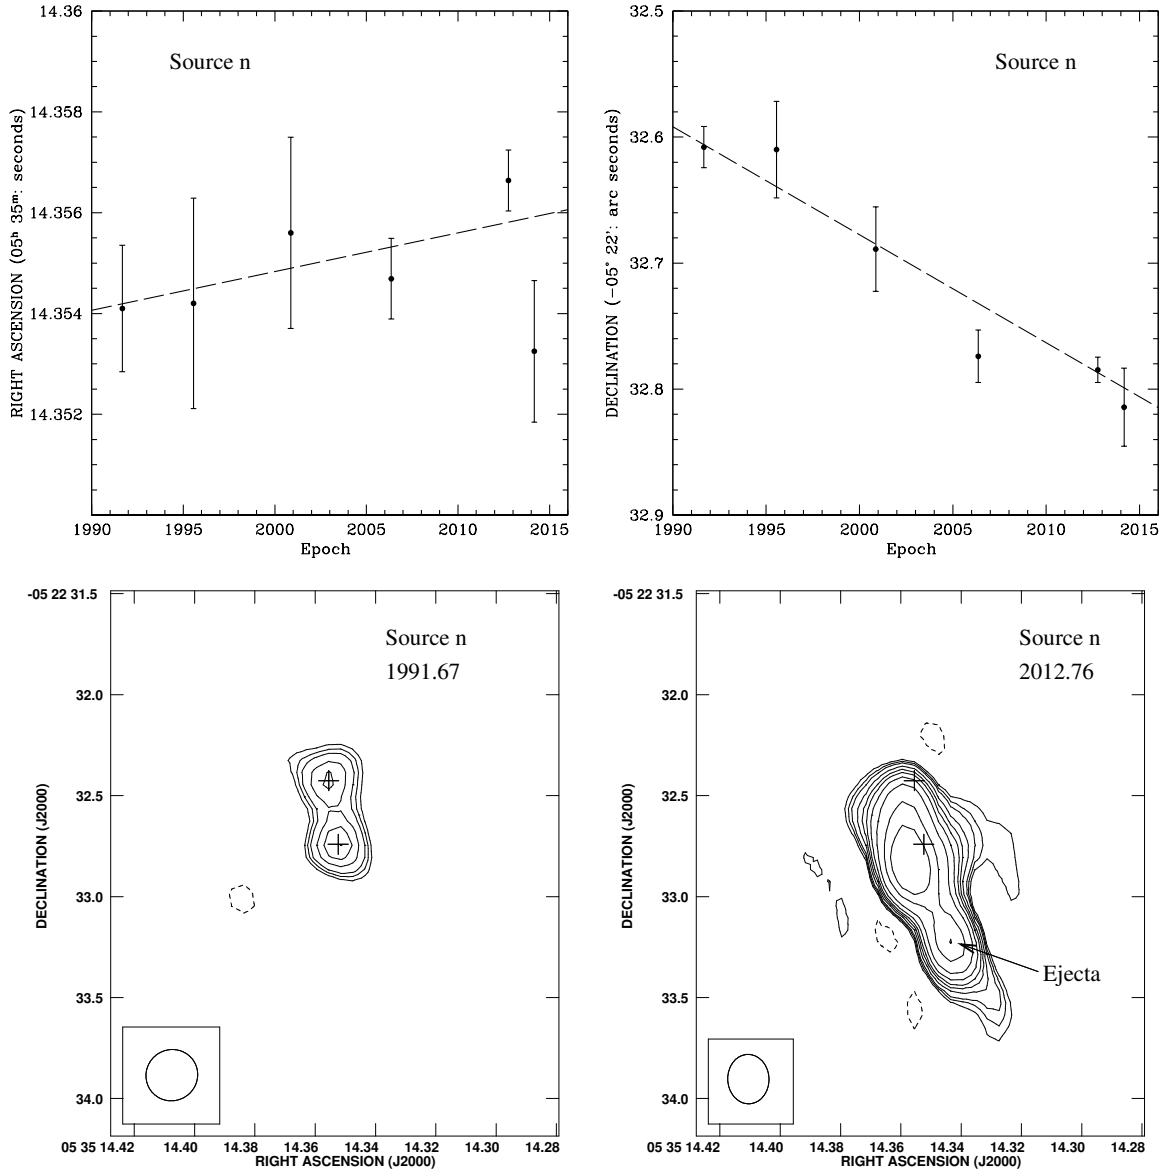 14.36
14.358
14.356
14.354
14.352
RIGHT ASCENSION (05ʰ 35ᵐ: seconds)
Source n
1990 1995 2000 2005 2010 2015
Epoch
32.5
32.6
32.7
32.8
32.9
DECLINATION (−05° 22': arc seconds)
Source n
1990 1995 2000 2005 2010 2015
Epoch
-05 22 31.5
32.0
32.5
33.0
33.5
34.0
DECLINATION (J2000)
Source n
1991.67
05 35 14.42 14.40 14.38 14.36 14.34 14.32 14.30 14.28
RIGHT ASCENSION (J2000)
-05 22 31.5
32.0
32.5
33.0
33.5
34.0
DECLINATION (J2000)
Source n
2012.76
Ejecta
05 35 14.42 14.40 14.38 14.36 14.34 14.32 14.30 14.28
RIGHT ASCENSION (J2000)